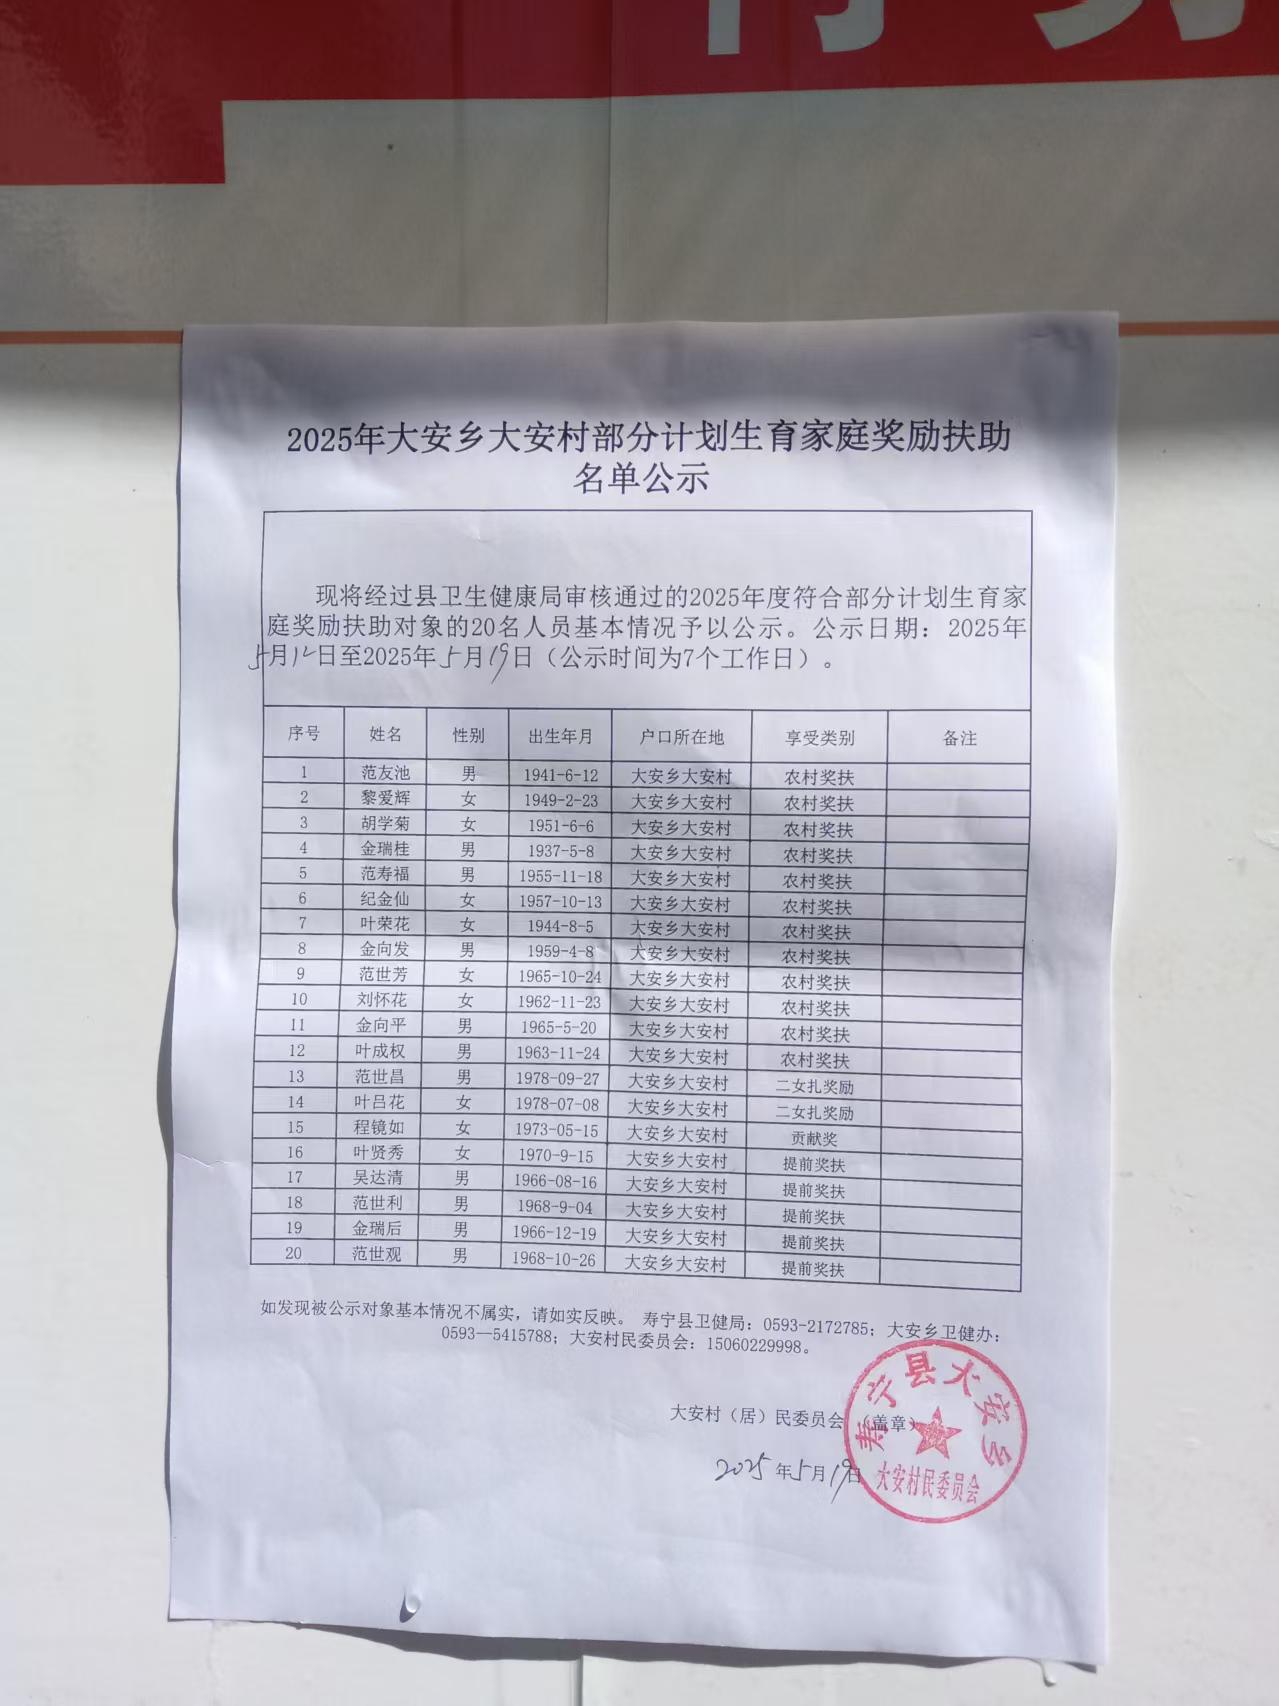 2025年大安乡大安村部分计划生育家庭奖励扶助
名单公示
现将经过县卫生健康局审核通过的2025年度符合部分计划生育家
庭奖励扶助对象的20名人员基本情况予以公示。公示日期：2025年
5月12日至2025年5月19日（公示时间为7个工作日）。
序号 姓名 性别 出生年月 户口所在地 享受类别 备注
1 范友池 男 1941-6-12 大安乡大安村 农村奖扶
2 黎爱辉 女 1949-2-23 大安乡大安村 农村奖扶
3 胡学菊 女 1951-6-6 大安乡大安村 农村奖扶
4 金瑞桂 男 1937-5-8 大安乡大安村 农村奖扶
5 范寿福 男 1955-11-18 大安乡大安村 农村奖扶
6 纪金仙 女 1957-10-13 大安乡大安村 农村奖扶
7 叶荣花 女 1944-8-5 大安乡大安村 农村奖扶
8 金向发 男 1959-4-8 大安乡大安村 农村奖扶
9 范世芳 女 1965-10-24 大安乡大安村 农村奖扶
10 刘怀花 女 1962-11-23 大安乡大安村 农村奖扶
11 金向平 男 1965-5-20 大安乡大安村 农村奖扶
12 叶成权 男 1963-11-24 大安乡大安村 农村奖扶
13 范世昌 男 1978-09-27 大安乡大安村 二女扎奖励
14 叶吕花 女 1978-07-08 大安乡大安村 二女扎奖励
15 程镜如 女 1973-05-15 大安乡大安村 贡献奖
16 叶贤秀 女 1970-9-15 大安乡大安村 提前奖扶
17 吴达清 男 1966-08-16 大安乡大安村 提前奖扶
18 范世利 男 1968-9-04 大安乡大安村 提前奖扶
19 金瑞后 男 1966-12-19 大安乡大安村 提前奖扶
20 范世观 男 1968-10-26 大安乡大安村 提前奖扶
如发现被公示对象基本情况不属实，请如实反映。 寿宁县卫健局：0593-2172785；大安乡卫健办：
0593—5415788；大安村民委员会：15060229998。
大安村（居）民委员会（盖章）
2025年5月19日
寿宁县大安乡
大安村民委员会